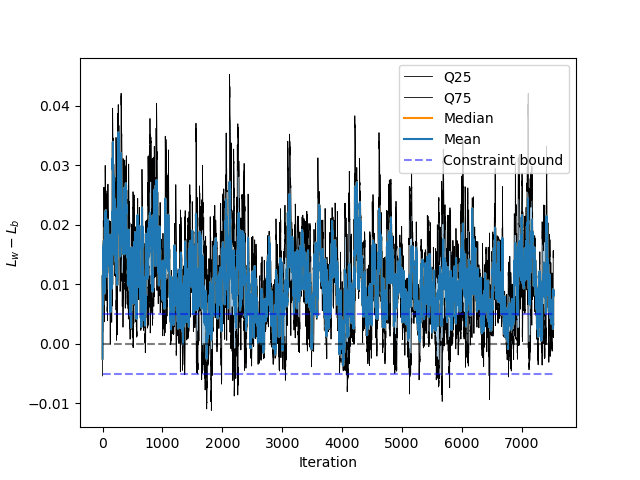 Q25
Q75
Median
Mean
Constraint bound
0.04
0.03
0.02
0.01
0.00
−0.01
L_w − L_b
0 1000 2000 3000 4000 5000 6000 7000
Iteration